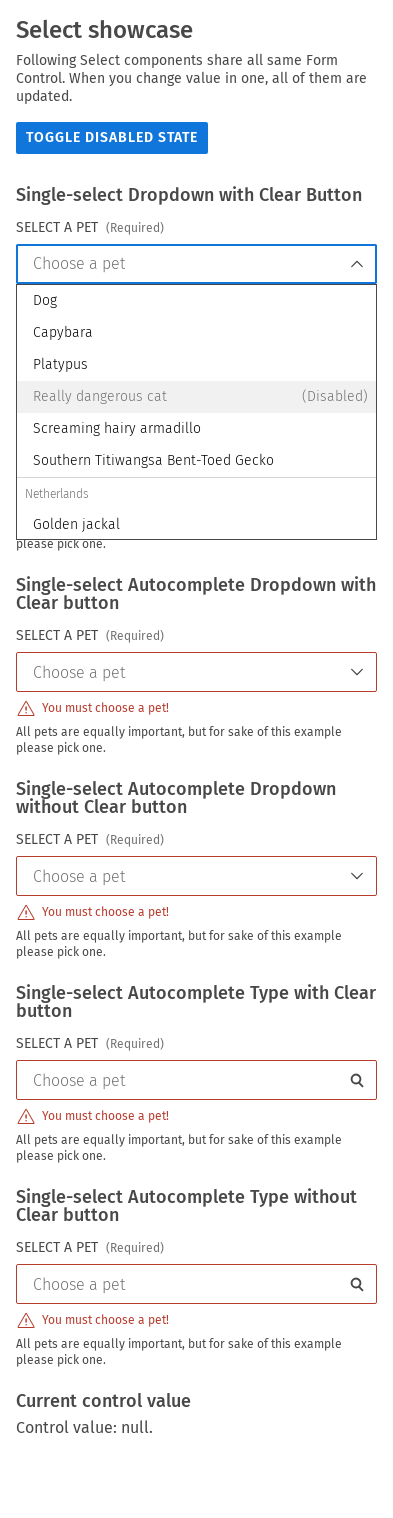 Select showcase
Following Select components share all same Form
Control. When you change value in one, all of them are
updated.
TOGGLE DISABLED STATE
Single-select Dropdown with Clear Button
SELECT A PET (Required)
Choose a pet
Dog
Capybara
Platypus
Really dangerous cat (Disabled)
Screaming hairy armadillo
Southern Titiwangsa Bent-Toed Gecko
Netherlands
Golden jackal
please pick one.
Single-select Autocomplete Dropdown with
Clear button
SELECT A PET (Required)
Choose a pet
You must choose a pet!
All pets are equally important, but for sake of this example
please pick one.
Single-select Autocomplete Dropdown
without Clear button
SELECT A PET (Required)
Choose a pet
You must choose a pet!
All pets are equally important, but for sake of this example
please pick one.
Single-select Autocomplete Type with Clear
button
SELECT A PET (Required)
Choose a pet
You must choose a pet!
All pets are equally important, but for sake of this example
please pick one.
Single-select Autocomplete Type without
Clear button
SELECT A PET (Required)
Choose a pet
You must choose a pet!
All pets are equally important, but for sake of this example
please pick one.
Current control value
Control value: null.